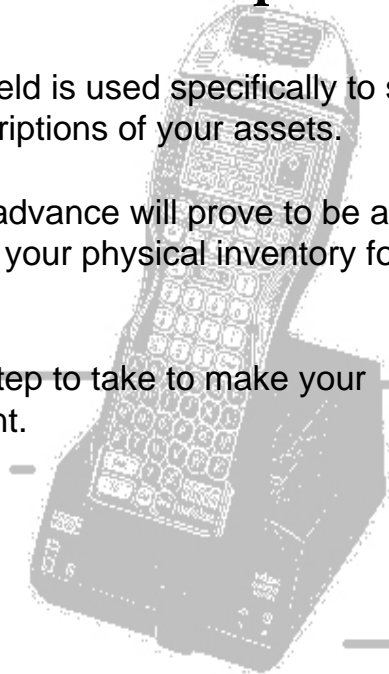 eld is used specifically to s
riptions of your assets.
advance will prove to be a
your physical inventory fo
tep to take to make your
nt.